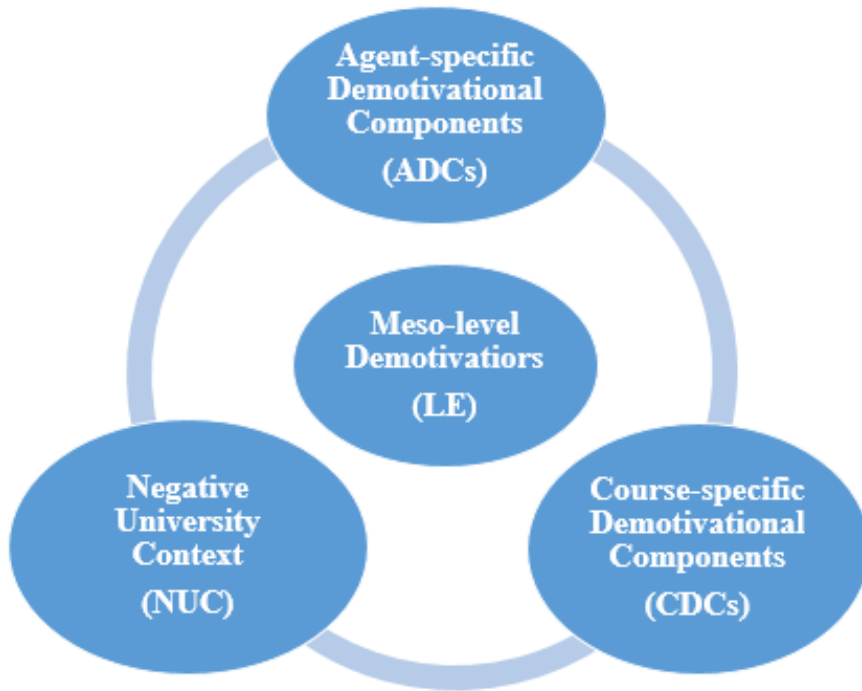 Agent-specific
Demotivational
Components
(ADCs)
Meso-level
Demotivatiors
(LE)
Negative
University
Context
(NUC)
Course-specific
Demotivational
Components
(CDCs)